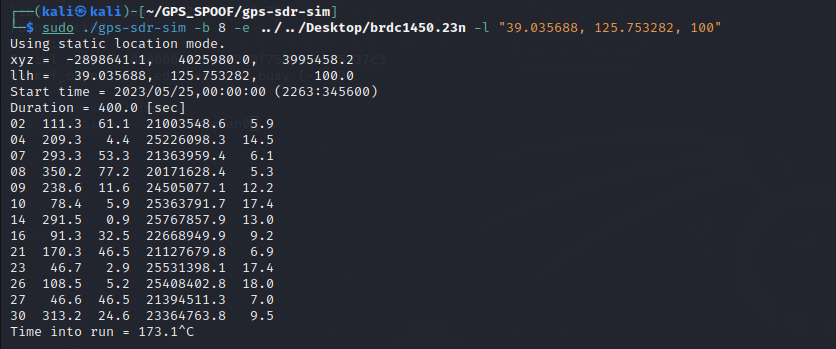 ┌──(kali㉿kali)-[~/GPS_SPOOF/gps-sdr-sim]
└─$ sudo ./gps-sdr-sim -b 8 -e ../../Desktop/brdc1450.23n -l "39.035688, 125.753282, 100"
Using static location mode.
xyz =  -2898641.1,   4025980.0,   3995458.2
llh =   39.035688,  125.753282,       100.0
Start time = 2023/05/25,00:00:00 (2263:345600)
Duration = 400.0 [sec]
02  111.3  61.1  21003548.6   5.9
04  209.3   4.4  25226098.3  14.5
07  293.3  53.3  21363959.4   6.1
08  350.2  77.2  20171628.4   5.3
09  238.6  11.6  24505077.1  12.2
10   78.4   5.9  25363791.7  17.4
14  291.5   0.9  25767857.9  13.0
16   91.3  32.5  22668949.9   9.2
21  170.3  46.5  21127679.8   6.9
23   46.7   2.9  25531398.1  17.4
26  108.5   5.2  25408402.8  18.0
27   46.6  46.5  21394511.3   7.0
30  313.2  24.6  23364763.8   9.5
Time into run = 173.1^C